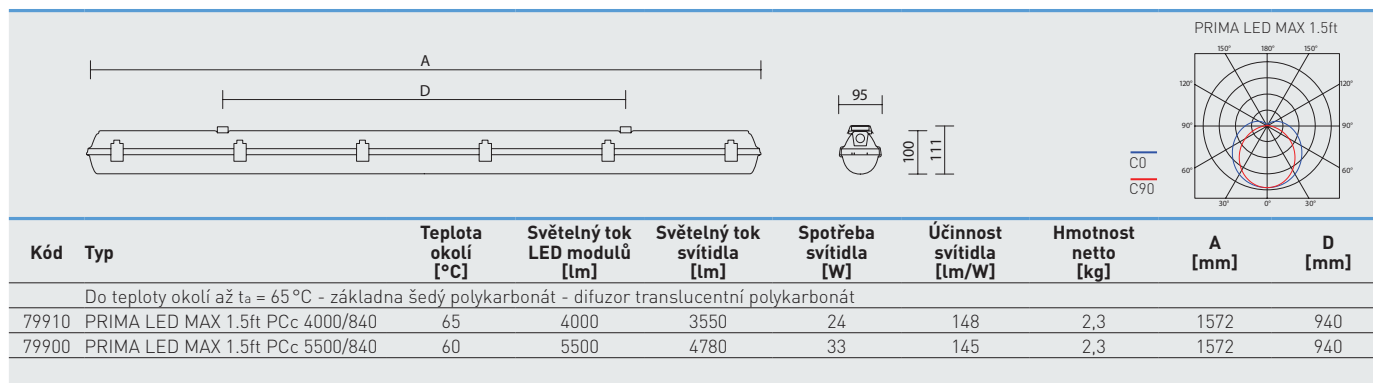 PRIMA LED MAX 1.5ft
150° 180° 150°
120° 120°
90° 90°
60° 60°
30° 0° 30°
C0
C90
A
D
95
100
111
Kód Typ Teplota okolí [°C] Světelný tok LED modulů [lm] Světelný tok svítidla [lm] Spotřeba svítidla [W] Účinnost svítidla [lm/W] Hmotnost netto [kg] A [mm] D [mm]
Do teploty okolí až ta = 65°C - základna šedý polykarbonát - difuzor translucentní polykarbonát
79910 PRIMA LED MAX 1.5ft PCc 4000/840 65 4000 3550 24 148 2,3 1572 940
79900 PRIMA LED MAX 1.5ft PCc 5500/840 60 5500 4780 33 145 2,3 1572 940